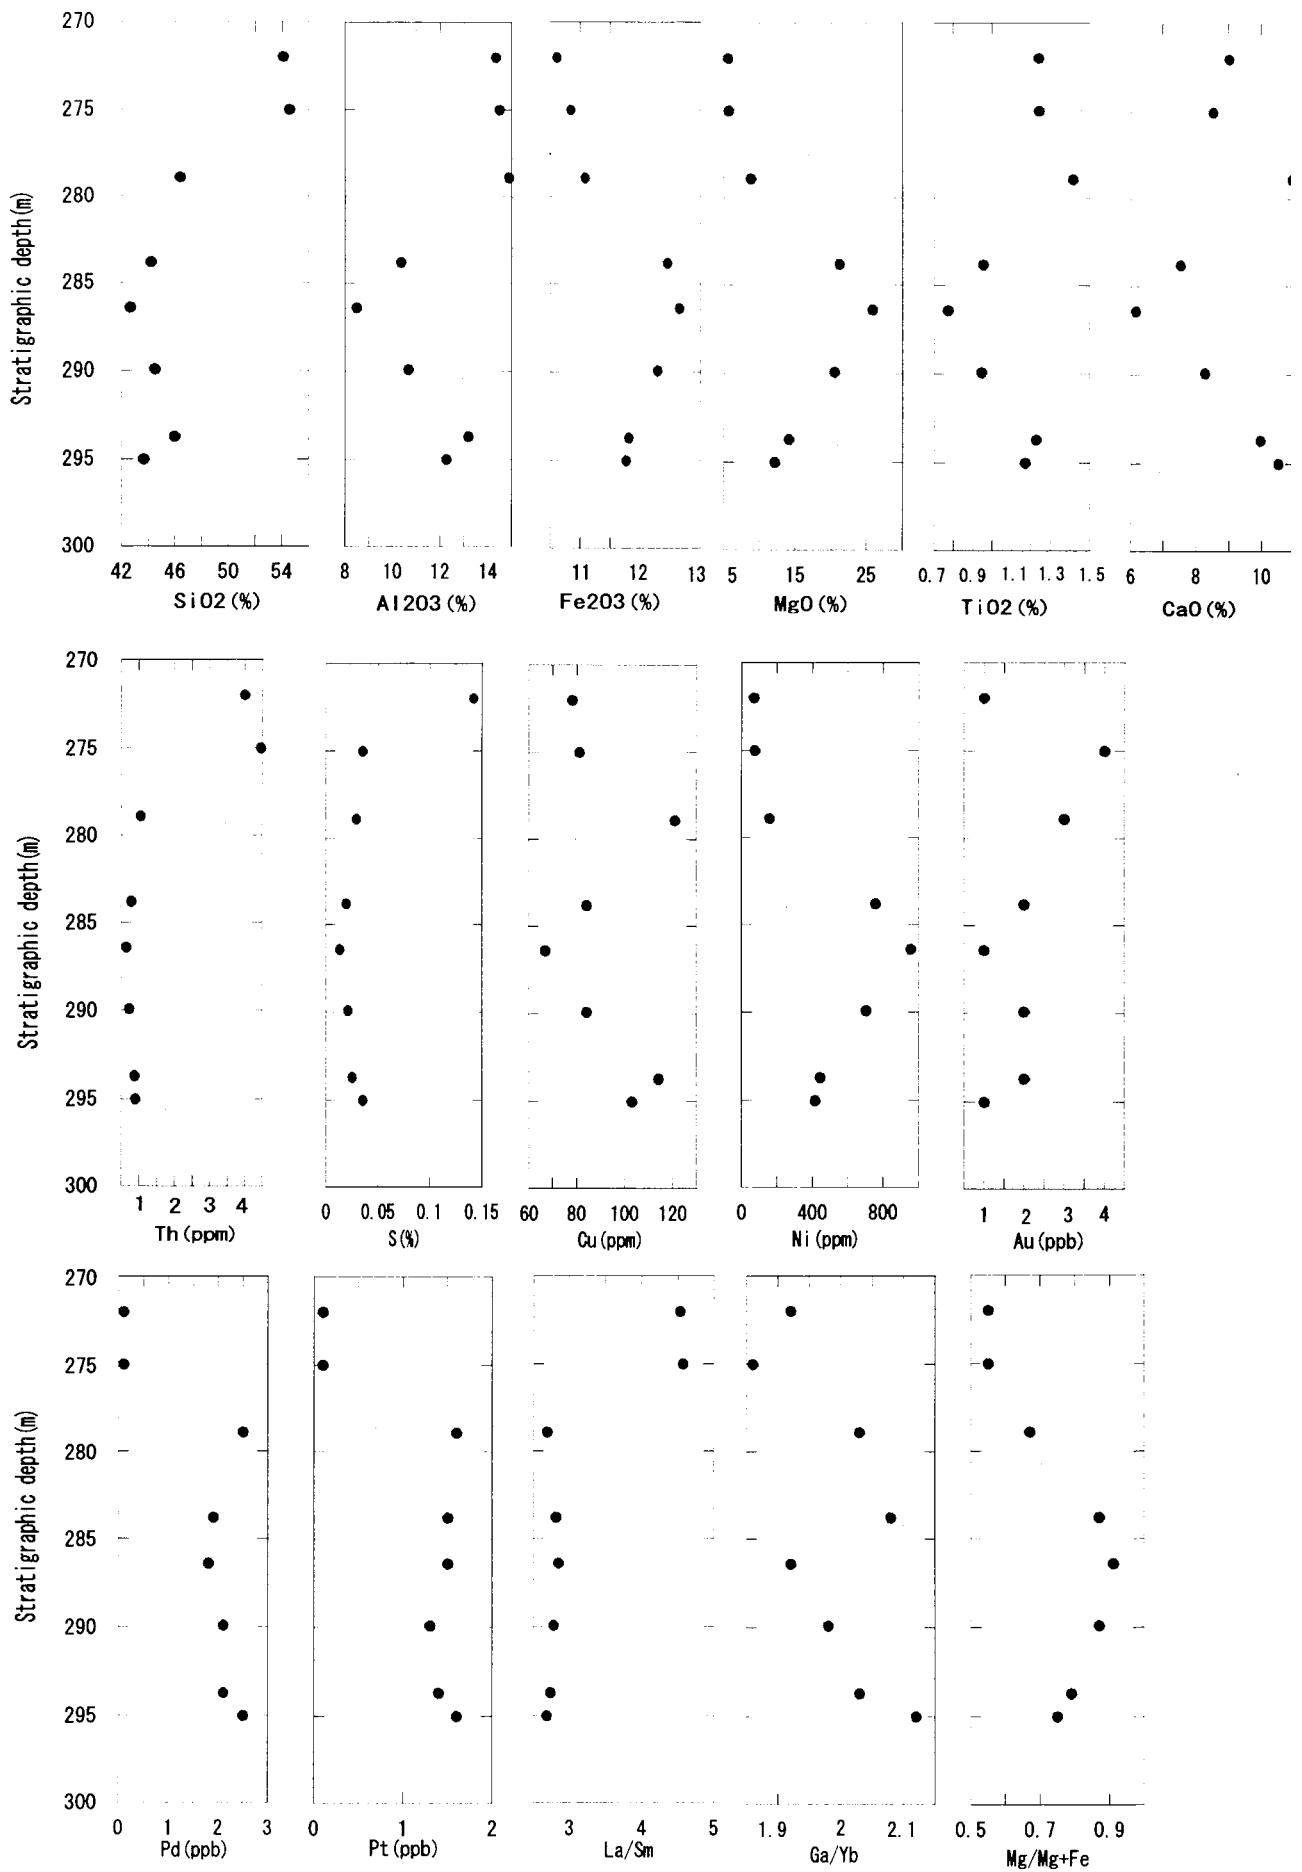 270
275
280
285
290
295
300
Stratigraphic depth(m)
42 46 50 54
SiO2(%)
8 10 12 14
Al2O3(%)
11 12 13
Fe2O3(%)
5 15 25
MgO(%)
0.7 0.9 1.1 1.3 1.5
TiO2(%)
6 8 10
CaO(%)
270
275
280
285
290
295
300
Stratigraphic depth(m)
1 2 3 4
Th(ppm)
0 0.05 0.1 0.15
S(%)
60 80 100 120
Cu(ppm)
0 400 800
Ni(ppm)
1 2 3 4
Au(ppb)
270
275
280
285
290
295
300
Stratigraphic depth(m)
0 1 2 3
Pd(ppb)
0 1 2
Pt(ppb)
3 4 5
La/Sm
1.9 2 2.1
Ga/Yb
0.5 0.7 0.9
Mg/Mg+Fe